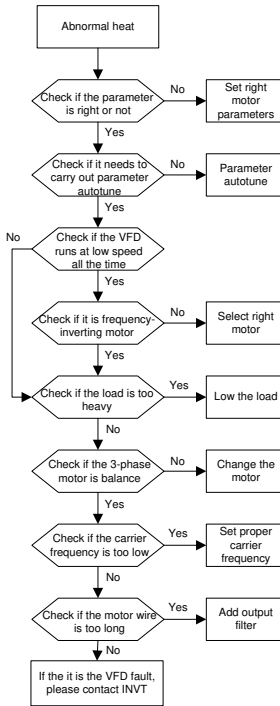 Abnormal heat
Check if the parameter
is right or not
No
Set right
motor
parameters
Yes
Check if it needs to
carry out parameter
autotune
No
Parameter
autotune
Yes
No
Check if the VFD
runs at low speed
all the time
Yes
Check if it is frequency-
inverting motor
No
Select right
motor
Yes
Check if the load is too
heavy
Yes
Low the load
No
Check if the 3-phase
motor is balance
No
Change the
motor
Yes
Check if the carrier
frequency is too low
Yes
Set proper
carrier
frequency
No
Check if the motor wire
is too long
Yes
Add output
filter
No
If the it is the VFD fault,
please contact INVT